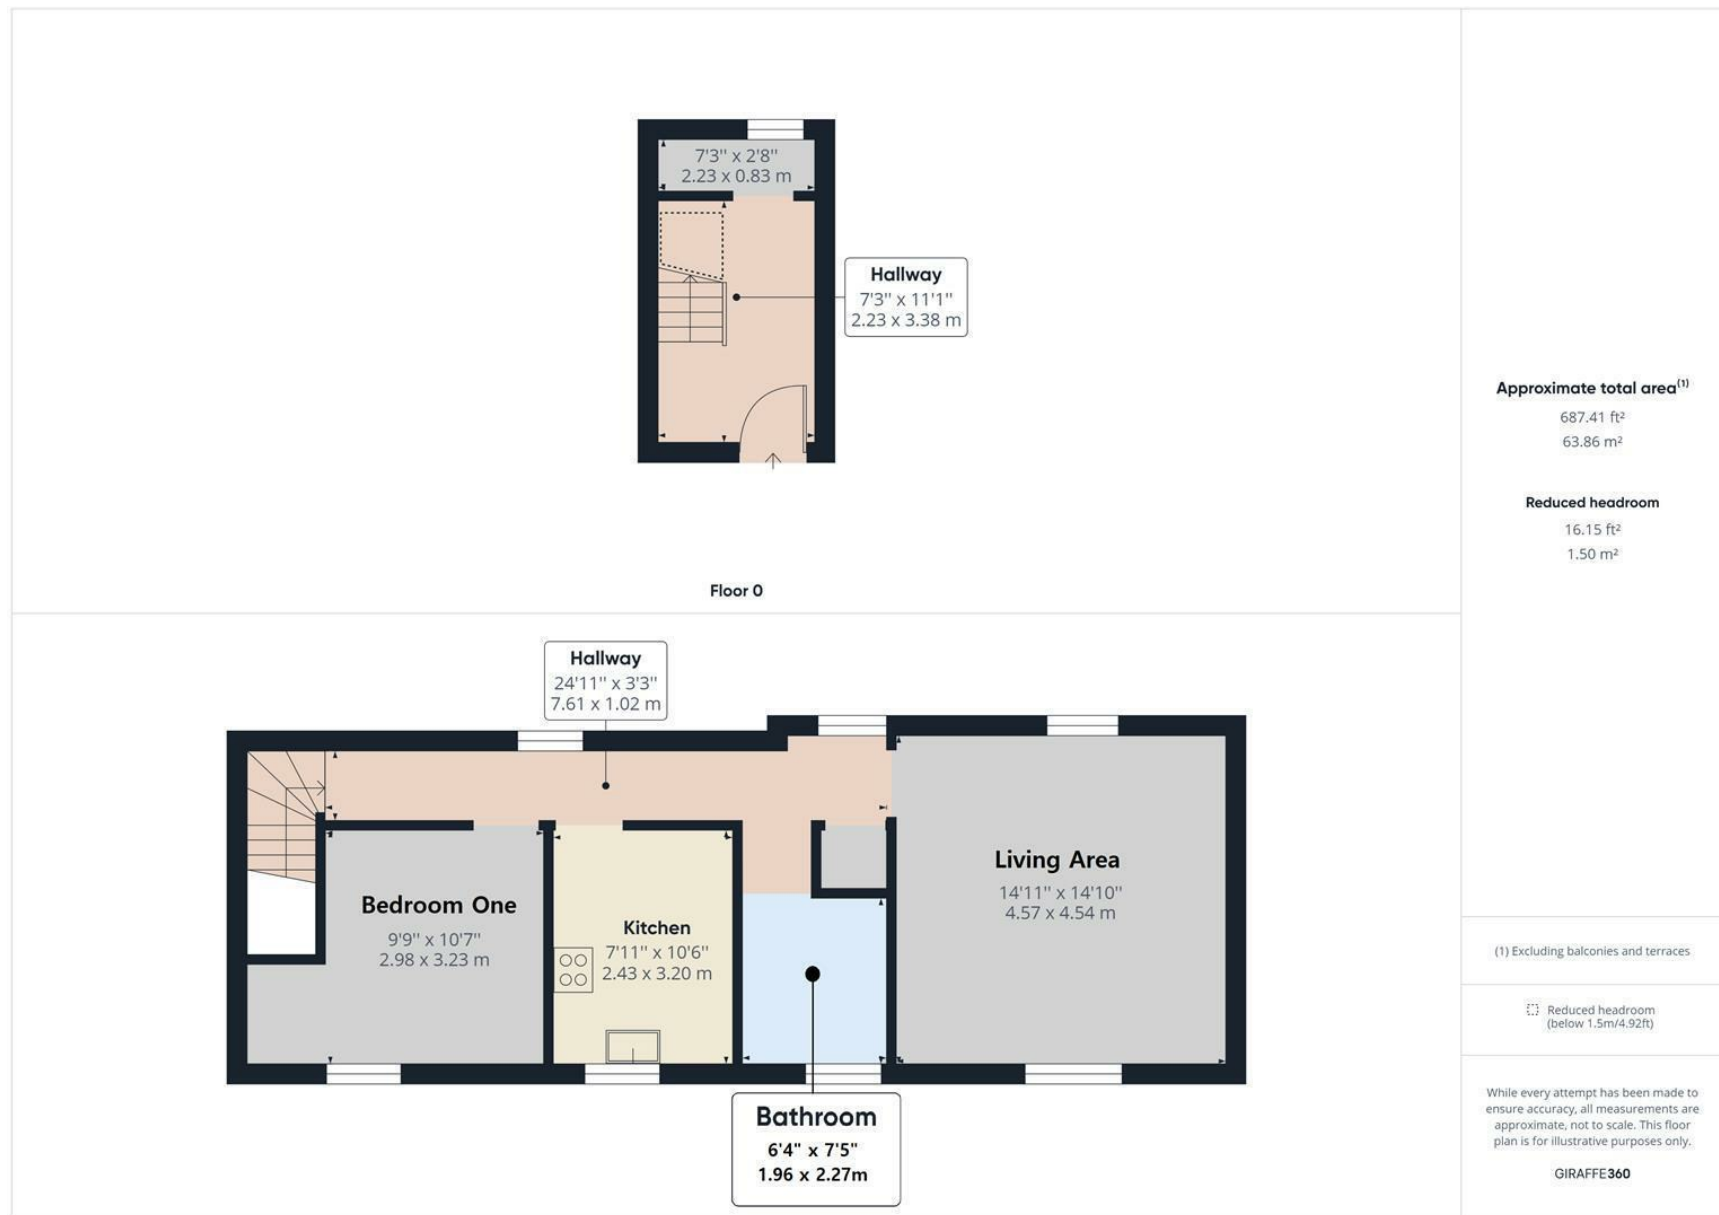 7'3" x 2'8"
2.23 x 0.83 m
Hallway
7'3" x 11'1"
2.23 x 3.38 m
Floor 0
Hallway
24'11" x 3'3"
7.61 x 1.02 m
Bedroom One
9'9" x 10'7"
2.98 x 3.23 m
Kitchen
7'11" x 10'6"
2.43 x 3.20 m
Living Area
14'11" x 14'10"
4.57 x 4.54 m
Bathroom
6'4" x 7'5"
1.96 x 2.27m
Approximate total area(1)
687.41 ft²
63.86 m²
Reduced headroom
16.15 ft²
1.50 m²
(1) Excluding balconies and terraces
Reduced headroom
(below 1.5m/4.92ft)
While every attempt has been made to
ensure accuracy, all measurements are
approximate, not to scale. This floor
plan is for illustrative purposes only.
GIRAFFE360